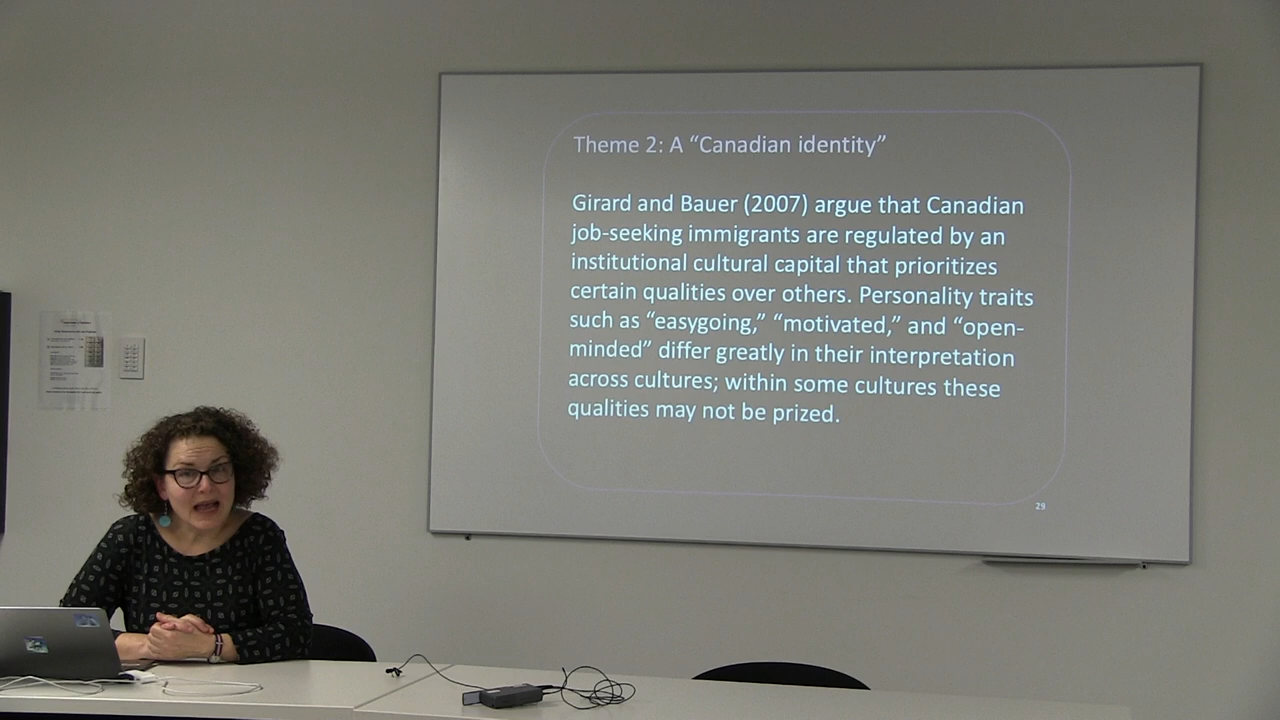 Theme 2: A “Canadian identity”
Girard and Bauer (2007) argue that Canadian
job-seeking immigrants are regulated by an
institutional cultural capital that prioritizes
certain qualities over others. Personality traits
such as “easygoing,” “motivated,” and “open-
minded” differ greatly in their interpretation
across cultures; within some cultures these
qualities may not be prized.
29